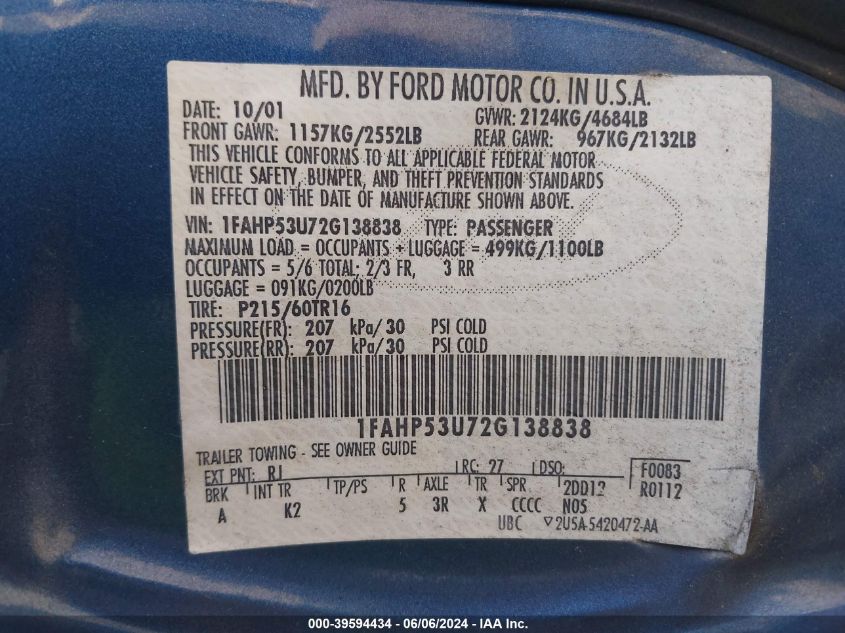 MFD. BY FORD MOTOR CO. IN U.S.A.
DATE: 10/01 GVWR: 2124KG/4684LB
FRONT GAWR: 1157KG/2552LB REAR GAWR: 967KG/2132LB
THIS VEHICLE CONFORMS TO ALL APPLICABLE FEDERAL MOTOR
VEHICLE SAFETY, BUMPER, AND THEFT PREVENTION STANDARDS
IN EFFECT ON THE DATE OF MANUFACTURE SHOWN ABOVE.
VIN: 1FAHP53U72G138838 TYPE: PASSENGER
MAXIMUM LOAD = OCCUPANTS + LUGGAGE = 499KG/1100LB
OCCUPANTS = 5/6 TOTAL; 2/3 FR, 3 RR
LUGGAGE = 091KG/0200LB
TIRE: P215/60TR16
PRESSURE(FR): 207 kPa/30 PSI COLD
PRESSURE(RR): 207 kPa/30 PSI COLD
1FAHP53U72G138838
TRAILER TOWING - SEE OWNER GUIDE
EXT PNT: RJ RC: 27 DSO: F0083
BRK INT TR TP/PS R AXLE TR SPR 2DD12 R0112
A K2 5 3R X CCCC N05
UBC ▽2USA-5420472-AA
000-39594434 - 06/06/2024 - IAA Inc.